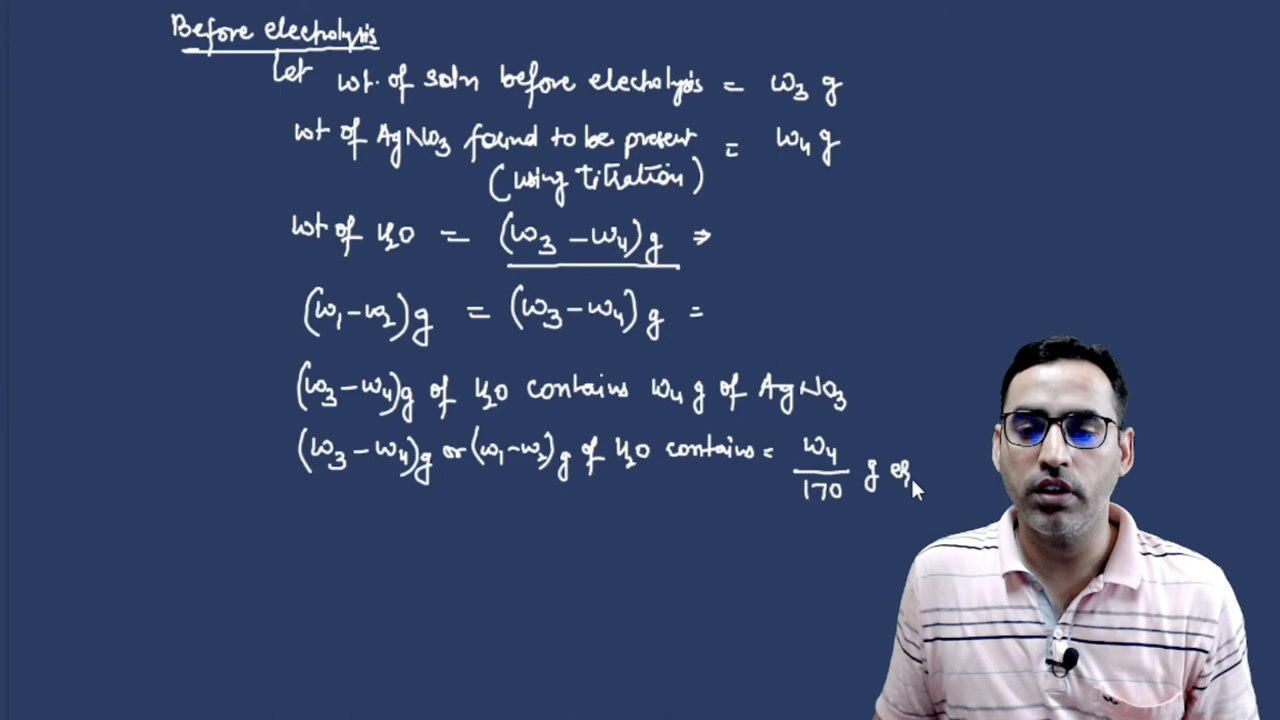 Before electrolysis
Let wt. of soln before electrolysis = w₃ g
wt of AgNO₃ found to be present = w₄ g
(using titration)
wt of H₂O = (w₃ - w₄) g ⇒
(w₁ - w₂) g = (w₃ - w₄) g =
(w₃ - w₄) g of H₂O contains w₄ g of AgNO₃
(w₃ - w₄) g or (w₁ - w₂) g of H₂O contains = w₄/170 g eq